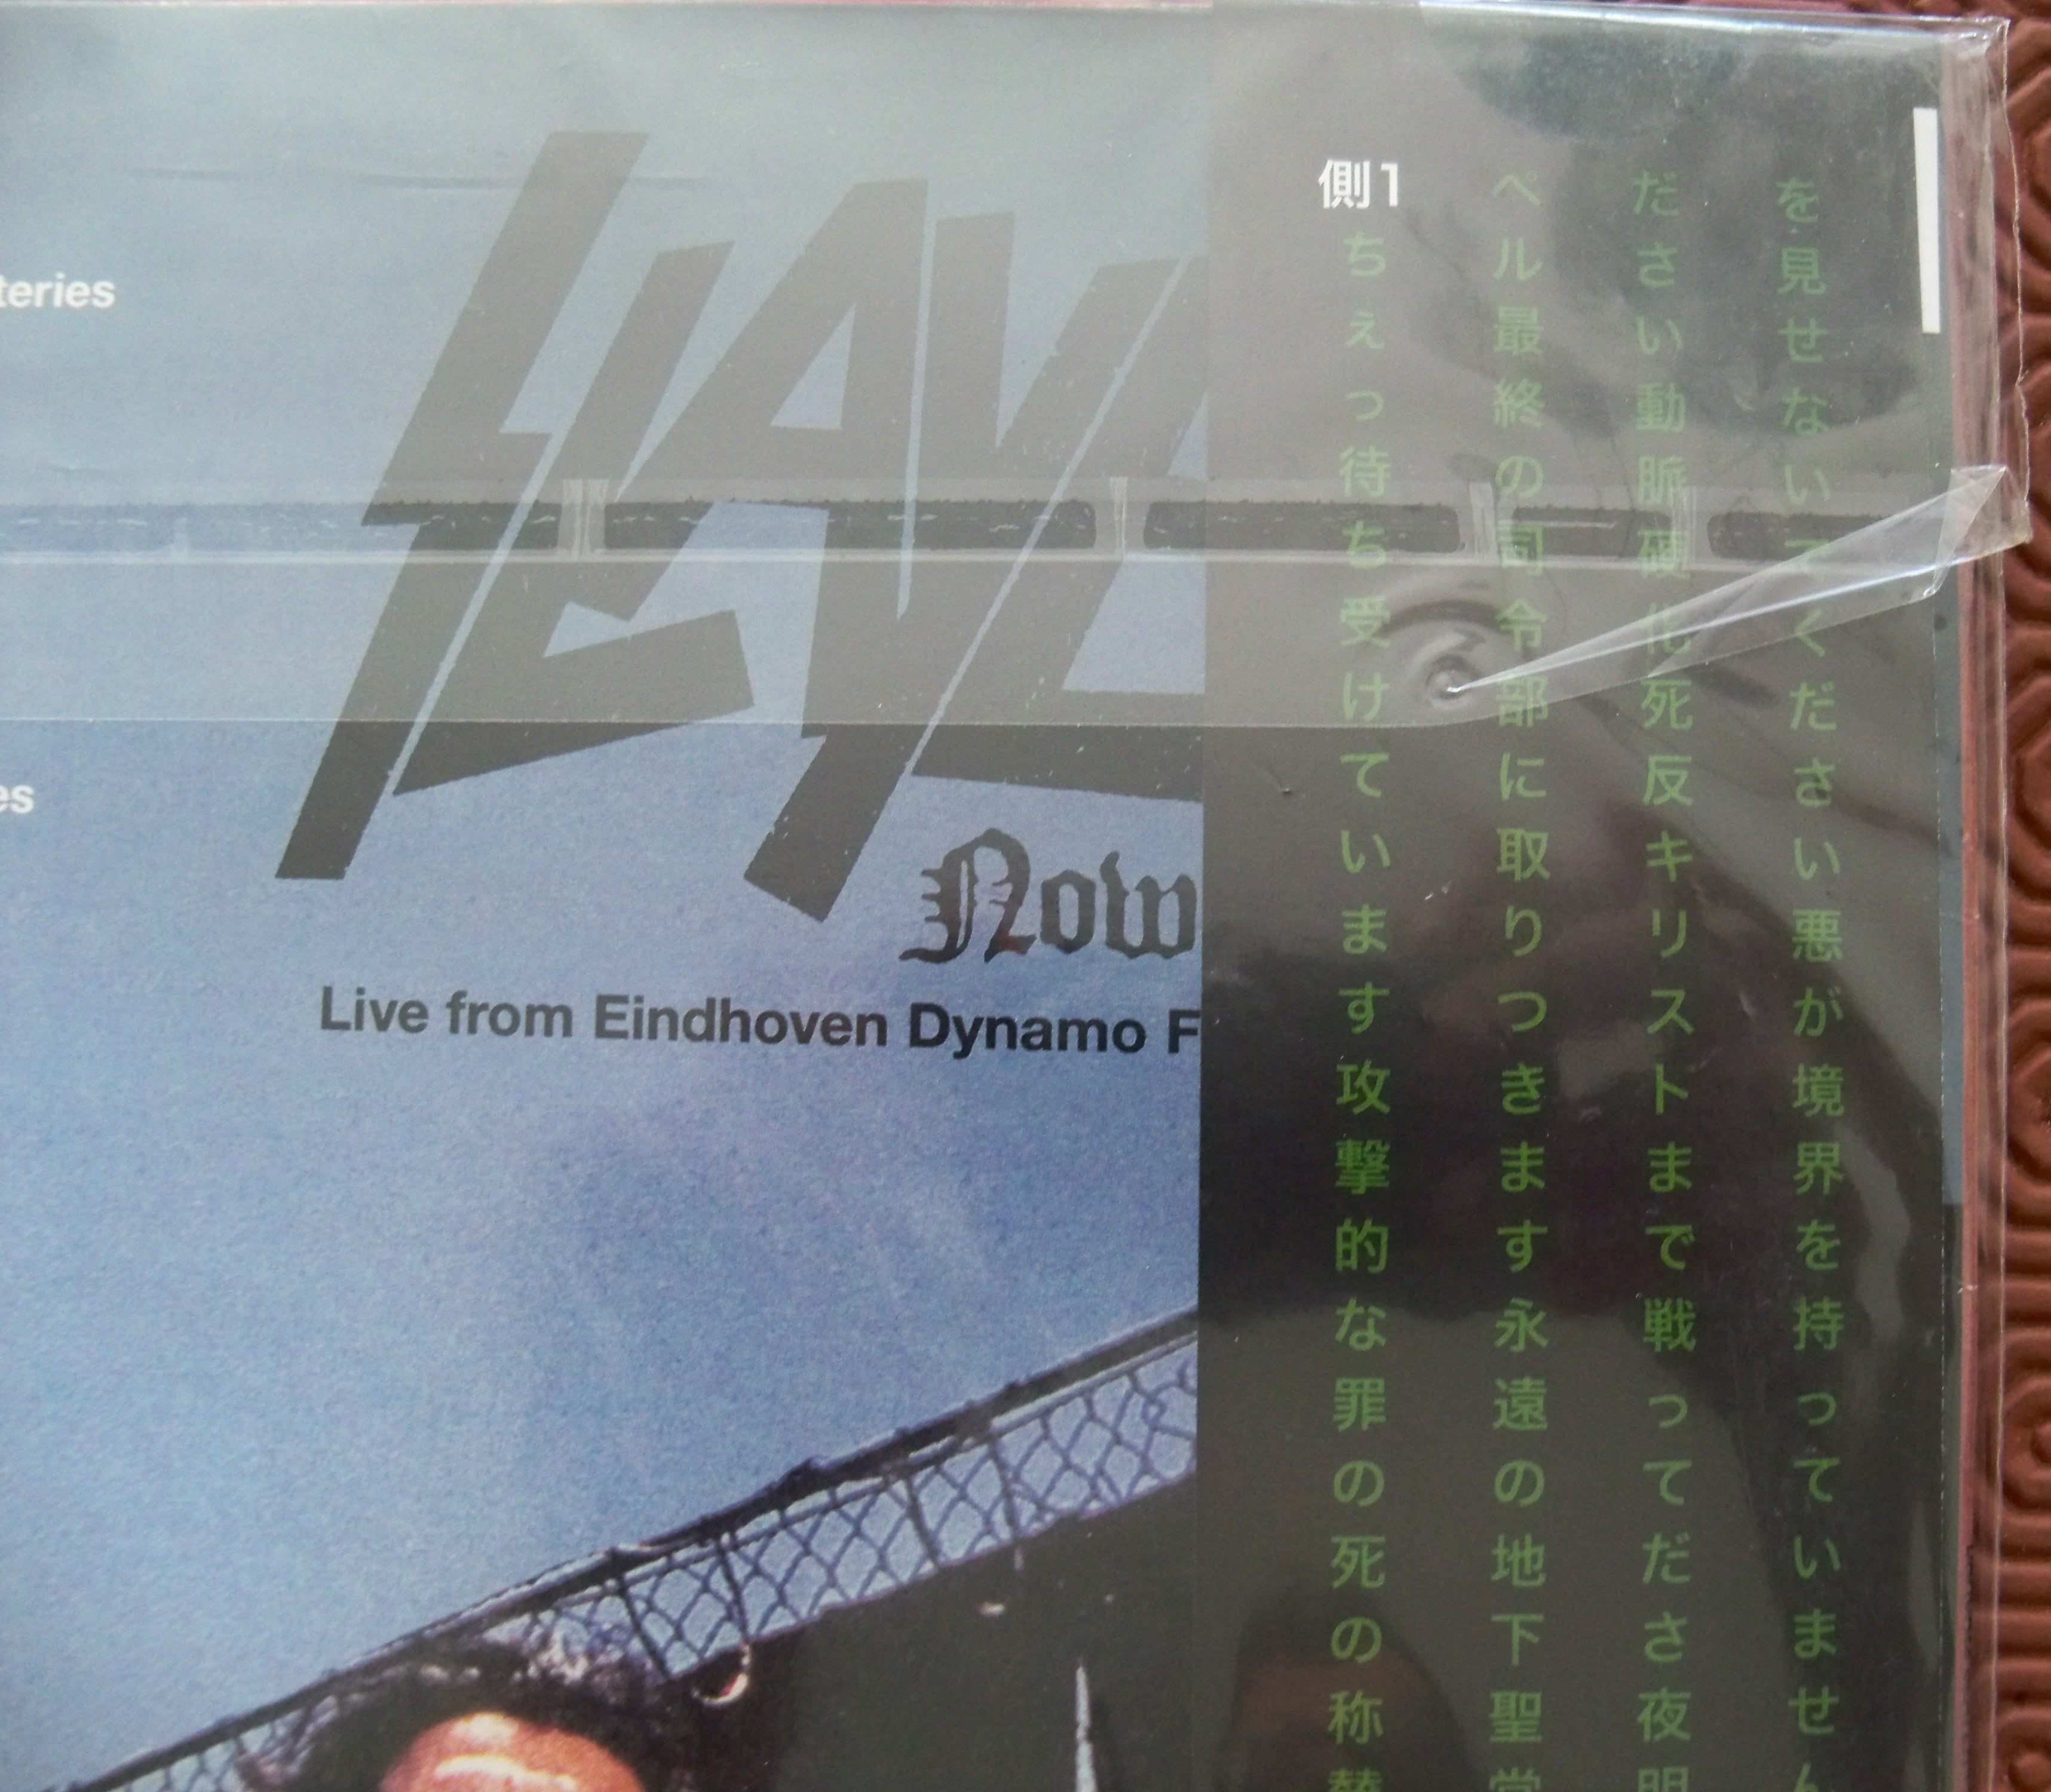 teries
es
Now
Live from Eindhoven Dynamo F
側1
ちぇっ待ち受けています攻撃的な罪の死の称賛
ペル最終の司令部に取りつきます永遠の地下聖堂
ださい動脈硬化死反キリストまで戦ってださ夜明
を見せないでください悪が境界を持っていません